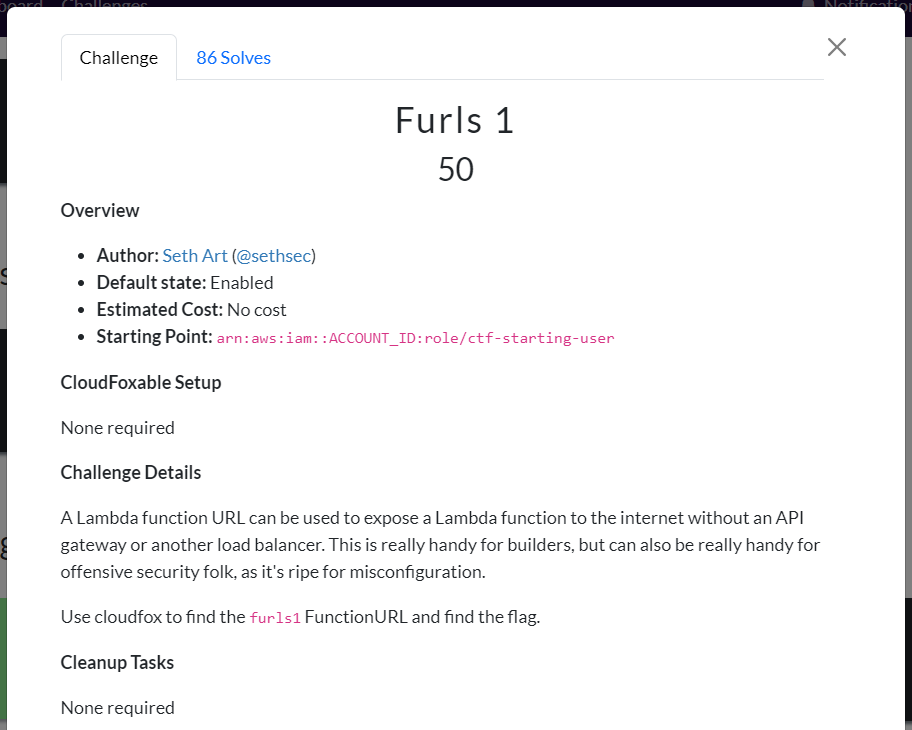 Challenges
Notification
Challenge
86 Solves
Furls 1
50
Overview
Author: Seth Art (@sethsec)
Default state: Enabled
Estimated Cost: No cost
Starting Point: arn:aws:iam::ACCOUNT_ID:role/ctf-starting-user
CloudFoxable Setup
None required
Challenge Details
A Lambda function URL can be used to expose a Lambda function to the internet without an API
gateway or another load balancer. This is really handy for builders, but can also be really handy for
offensive security folk, as it's ripe for misconfiguration.
Use cloudfox to find the furls1 FunctionURL and find the flag.
Cleanup Tasks
None required